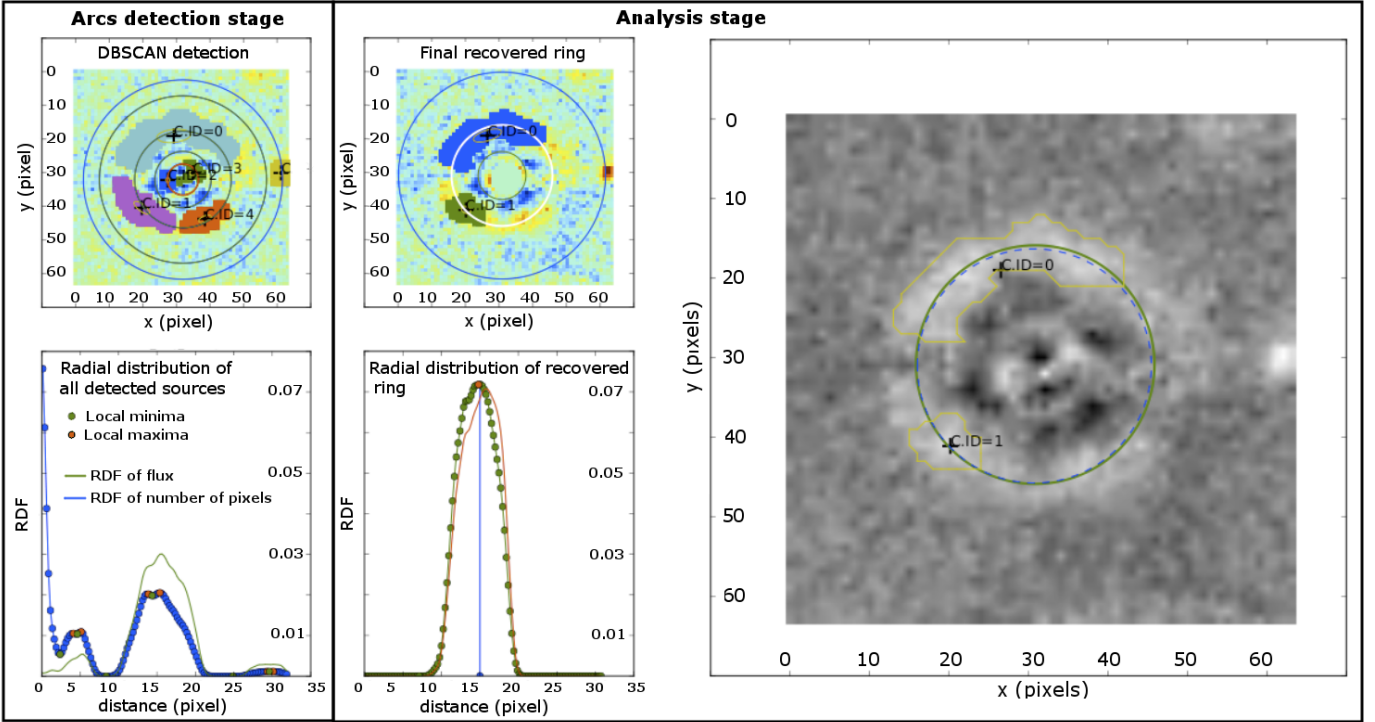 Arcs detection stage
DBSCAN detection
0
10
20
30
40
50
60
y (pixel)
C.ID=0
C.ID=3
C.ID=2
C
C.ID=1
C.ID=4
0 10 20 30 40 50 60
x (pixel)
Radial distribution of
all detected sources
Local minima
Local maxima
RDF of flux
RDF of number of pixels
0.07
0.05
0.03
0.01
RDF
0 5 10 15 20 25 30 35
distance (pixel)
Analysis stage
Final recovered ring
0
10
20
30
40
50
60
y (pixel)
C.ID=0
C.ID=1
0 10 20 30 40 50 60
x (pixel)
Radial distribution of recovered
ring
0.07
0.05
0.03
0.01
RDF
0 5 10 15 20 25 30 35
distance (pixel)
0
10
20
30
40
50
60
y (pixels)
C.ID=0
C.ID=1
0 10 20 30 40 50 60
x (pixels)